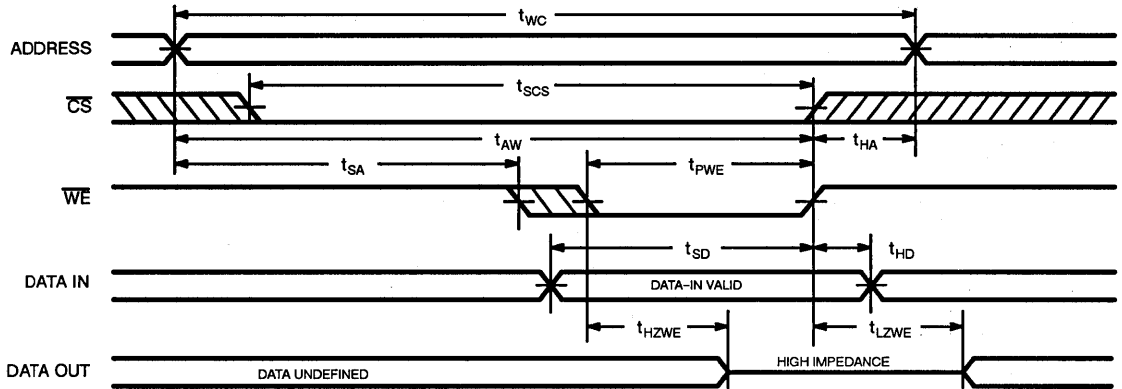 tWC
ADDRESS
tSCS
CS
tAW
tHA
tSA
tPWE
WE
tSD
tHD
DATA IN
DATA-IN VALID
tHZWE
tLZWE
HIGH IMPEDANCE
DATA OUT
DATA UNDEFINED